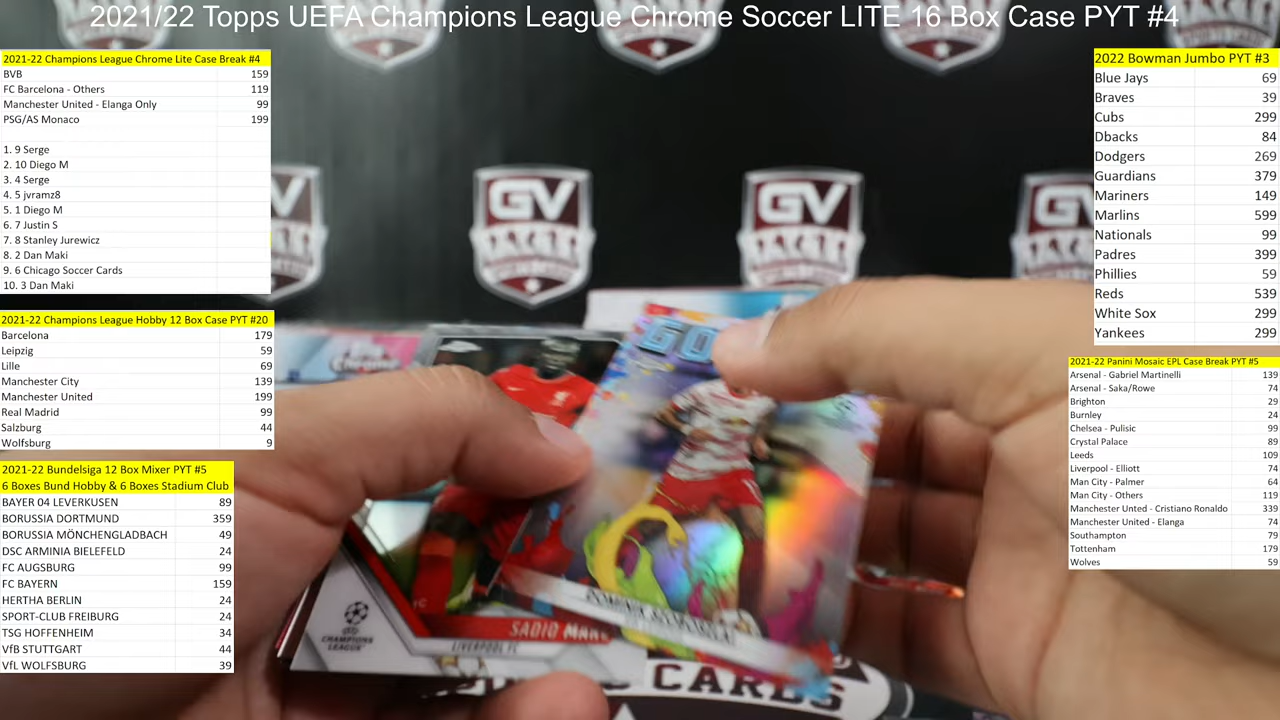 2021/22 Topps UEFA Champions League Chrome Soccer LITE 16 Box Case PYT #4
2021-22 Champions League Chrome Lite Case Break #4
BVB 159
FC Barcelona - Others 119
Manchester United - Elanga Only 99
PSG/AS Monaco 199
1. 9 Serge
2. 10 Diego M
3. 4 Serge
4. 5 jvramz8
5. 1 Diego M
6. 7 Justin S
7. 8 Stanley Jurewicz
8. 2 Dan Maki
9. 6 Chicago Soccer Cards
10. 3 Dan Maki
2021-22 Champions League Hobby 12 Box Case PYT #20
Barcelona 179
Leipzig 59
Lille 69
Manchester City 139
Manchester United 199
Real Madrid 99
Salzburg 44
Wolfsburg 9
2021-22 Bundelsiga 12 Box Mixer PYT #5
6 Boxes Bund Hobby & 6 Boxes Stadium Club
BAYER 04 LEVERKUSEN 89
BORUSSIA DORTMUND 359
BORUSSIA MÖNCHENGLADBACH 49
DSC ARMINIA BIELEFELD 24
FC AUGSBURG 99
FC BAYERN 159
HERTHA BERLIN 24
SPORT-CLUB FREIBURG 24
TSG HOFFENHEIM 34
VfB STUTTGART 44
VfL WOLFSBURG 39
2022 Bowman Jumbo PYT #3
Blue Jays 69
Braves 39
Cubs 299
Dbacks 84
Dodgers 269
Guardians 379
Mariners 149
Marlins 599
Nationals 99
Padres 399
Phillies 59
Reds 539
White Sox 299
Yankees 299
2021-22 Panini Mosaic EPL Case Break PYT #5
Arsenal - Gabriel Martinelli 139
Arsenal - Saka/Rowe 74
Brighton 29
Burnley 24
Chelsea - Pulisic 99
Crystal Palace 89
Leeds 109
Liverpool - Elliott 74
Man City - Palmer 64
Man City - Others 119
Manchester Unted - Cristiano Ronaldo 339
Manchester United - Elanga 74
Southampton 79
Tottenham 179
Wolves 59
GV
GV
GV
Chrome
GO
SADIO MANÉ
LIVERPOOL FC
CHAMPIONS
LEAGUE
CARDS